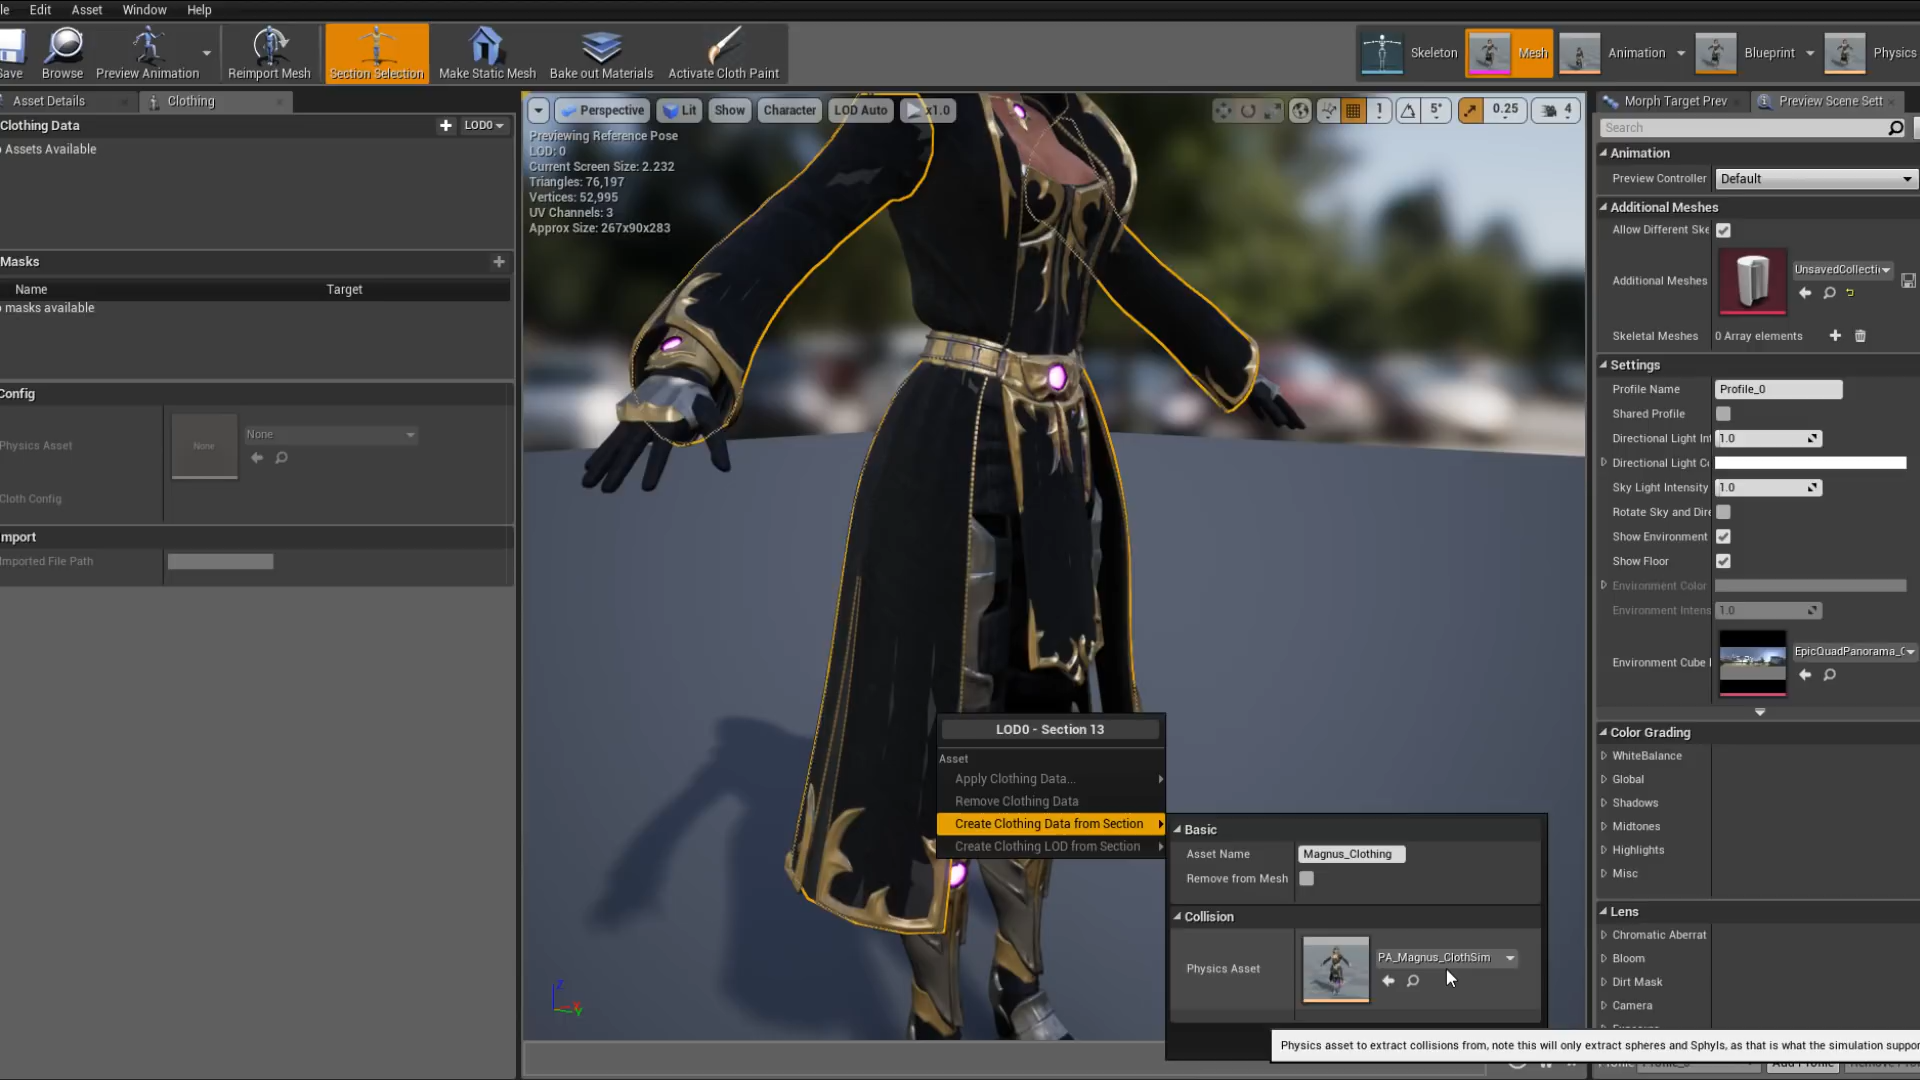 le Edit Asset Window Help
Save Browse Preview Animation Reimport Mesh Section Selection Make Static Mesh Bake out Materials Activate Cloth Paint
Skeleton Mesh Animation Blueprint Physics
Asset Details Clothing
Clothing Data LOD0
o Assets Available
Masks
Name Target
o masks available
Config
Physics Asset None None
Cloth Config
mport
Imported File Path
Perspective Lit Show Character LOD Auto x1.0
1 5° 0.25 4
Previewing Reference Pose
LOD: 0
Current Screen Size: 2.232
Triangles: 76,197
Vertices: 52,995
UV Channels: 3
Approx Size: 267x90x283
LOD0 - Section 13
Asset
Apply Clothing Data...
Remove Clothing Data
Create Clothing Data from Section
Create Clothing LOD from Section
Basic
Asset Name Magnus_Clothing
Remove from Mesh
Collision
Physics Asset PA_Magnus_ClothSim
Physics asset to extract collisions from, note this will only extract spheres and Sphyls, as that is what the simulation suppor
Z
X
Y
Morph Target Prev Preview Scene Sett
Search
Animation
Preview Controller Default
Additional Meshes
Allow Different Ske
Additional Meshes UnsavedCollecti
Skeletal Meshes 0 Array elements
Settings
Profile Name Profile_0
Shared Profile
Directional Light In 1.0
Directional Light Co
Sky Light Intensity 1.0
Rotate Sky and Dire
Show Environment
Show Floor
Environment Color
Environment Intens 1.0
Environment Cube EpicQuadPanorama_C
Color Grading
WhiteBalance
Global
Shadows
Midtones
Highlights
Misc
Lens
Chromatic Aberrat
Bloom
Dirt Mask
Camera